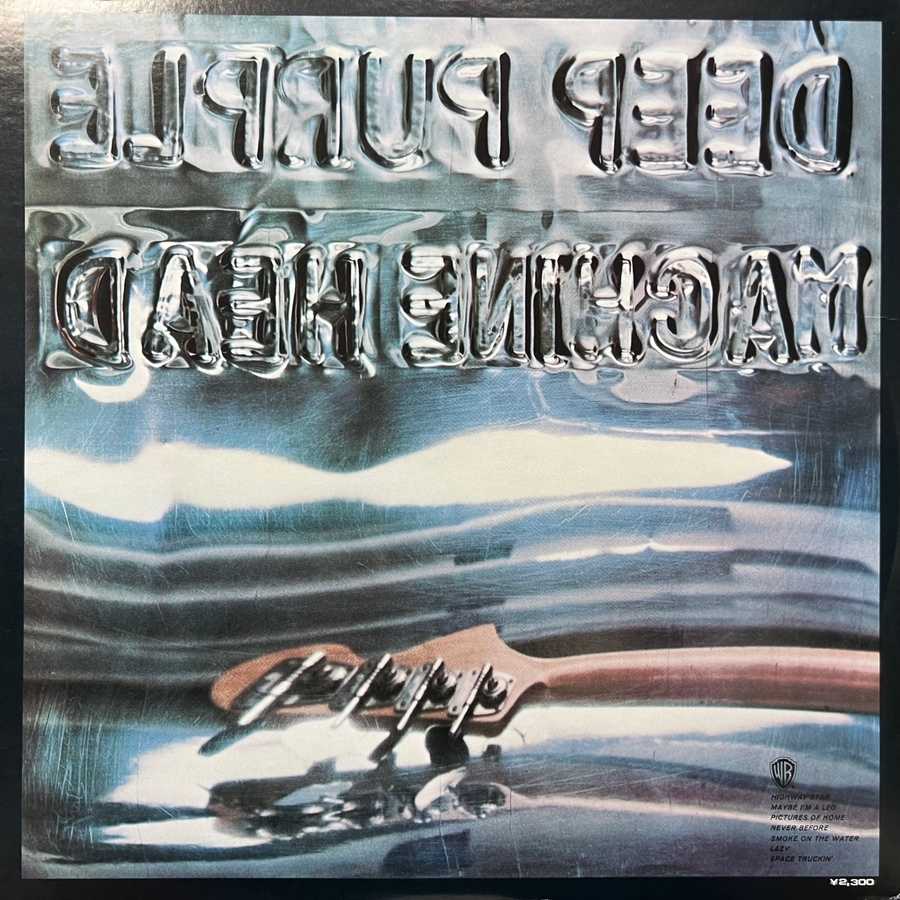 DEEP PURPLE
MACHINE HEAD
HIGHWAY STAR
MAYBE I'M A LEO
PICTURES OF HOME
NEVER BEFORE
SMOKE ON THE WATER
LAZY
SPACE TRUCKIN'
¥2,300